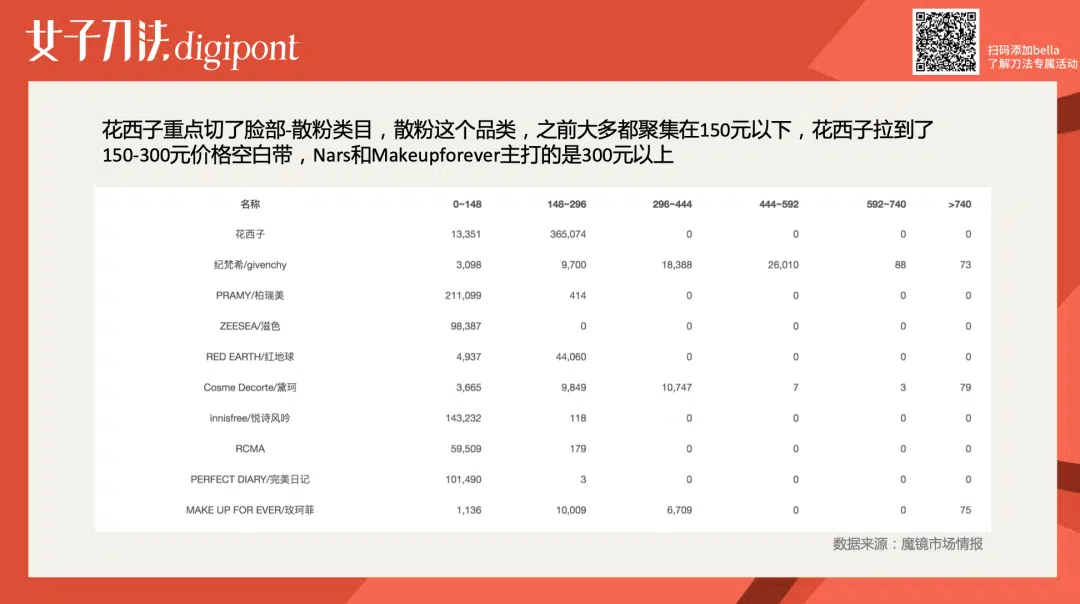 女子刀法digipont
扫码添加bella
了解刀法专属活动
花西子重点切了脸部-散粉类目，散粉这个品类，之前大多都聚集在150元以下，花西子拉到了
150-300元价格空白带，Nars和Makeupforever主打的是300元以上
名称 0~148 148~296 296~444 444~592 592~740 >740
花西子 13,351 365,074 0 0 0 0
纪梵希/givenchy 3,098 9,700 18,388 26,010 88 73
PRAMY/柏瑞美 211,099 414 0 0 0 0
ZEESEA/滋色 98,387 0 0 0 0 0
RED EARTH/红地球 4,937 44,060 0 0 0 0
Cosme Decorte/黛珂 3,665 9,849 10,747 7 3 79
innisfree/悦诗风吟 143,232 118 0 0 0 0
RCMA 59,509 179 0 0 0 0
PERFECT DIARY/完美日记 101,490 3 0 0 0 0
MAKE UP FOR EVER/玫珂菲 1,136 10,009 6,709 0 0 75
数据来源：魔镜市场情报